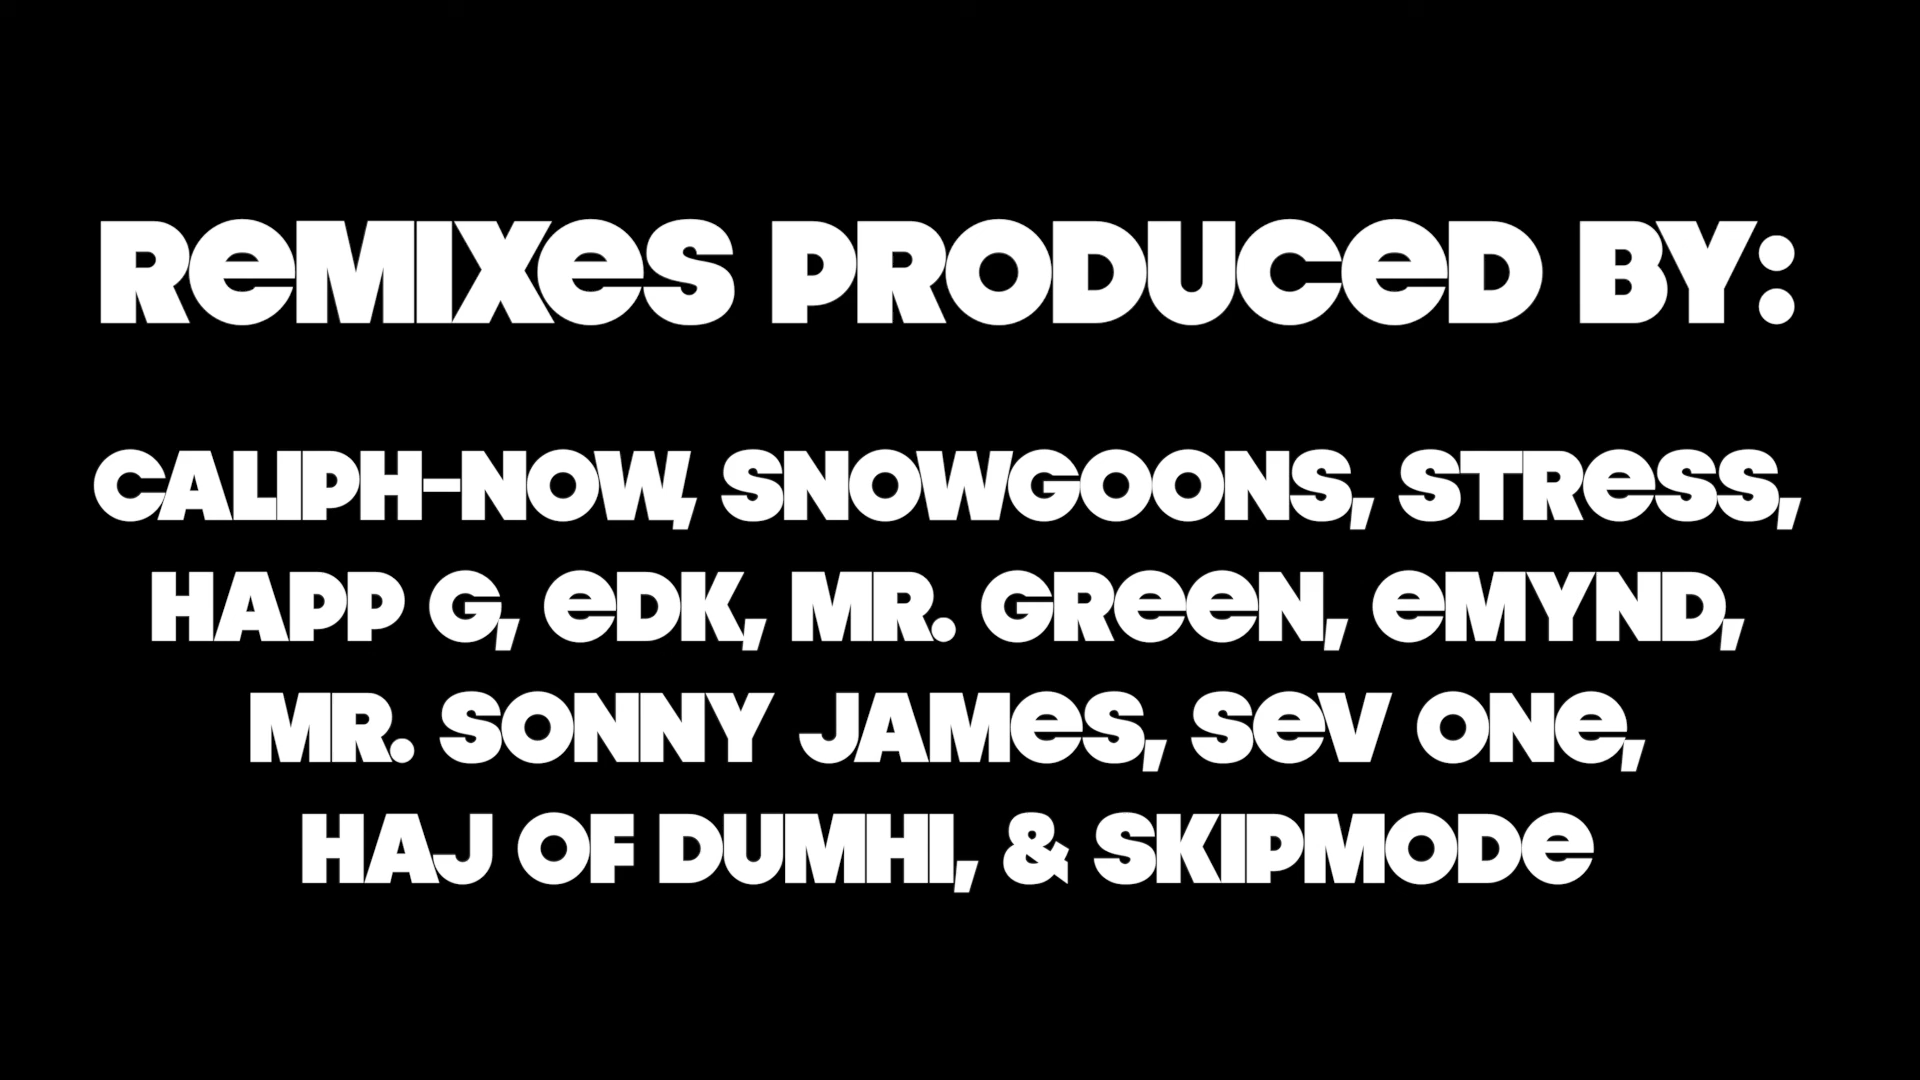 ReMIXeS PRODUCeD BY:
CALIPH-NOW, SNOWGOONS, STReSS,
HAPP G, eDK, MR. GReeN, eMYND,
MR. SONNY JAMeS, SeV ONe,
HAJ OF DUMHI, & SKIPMODe